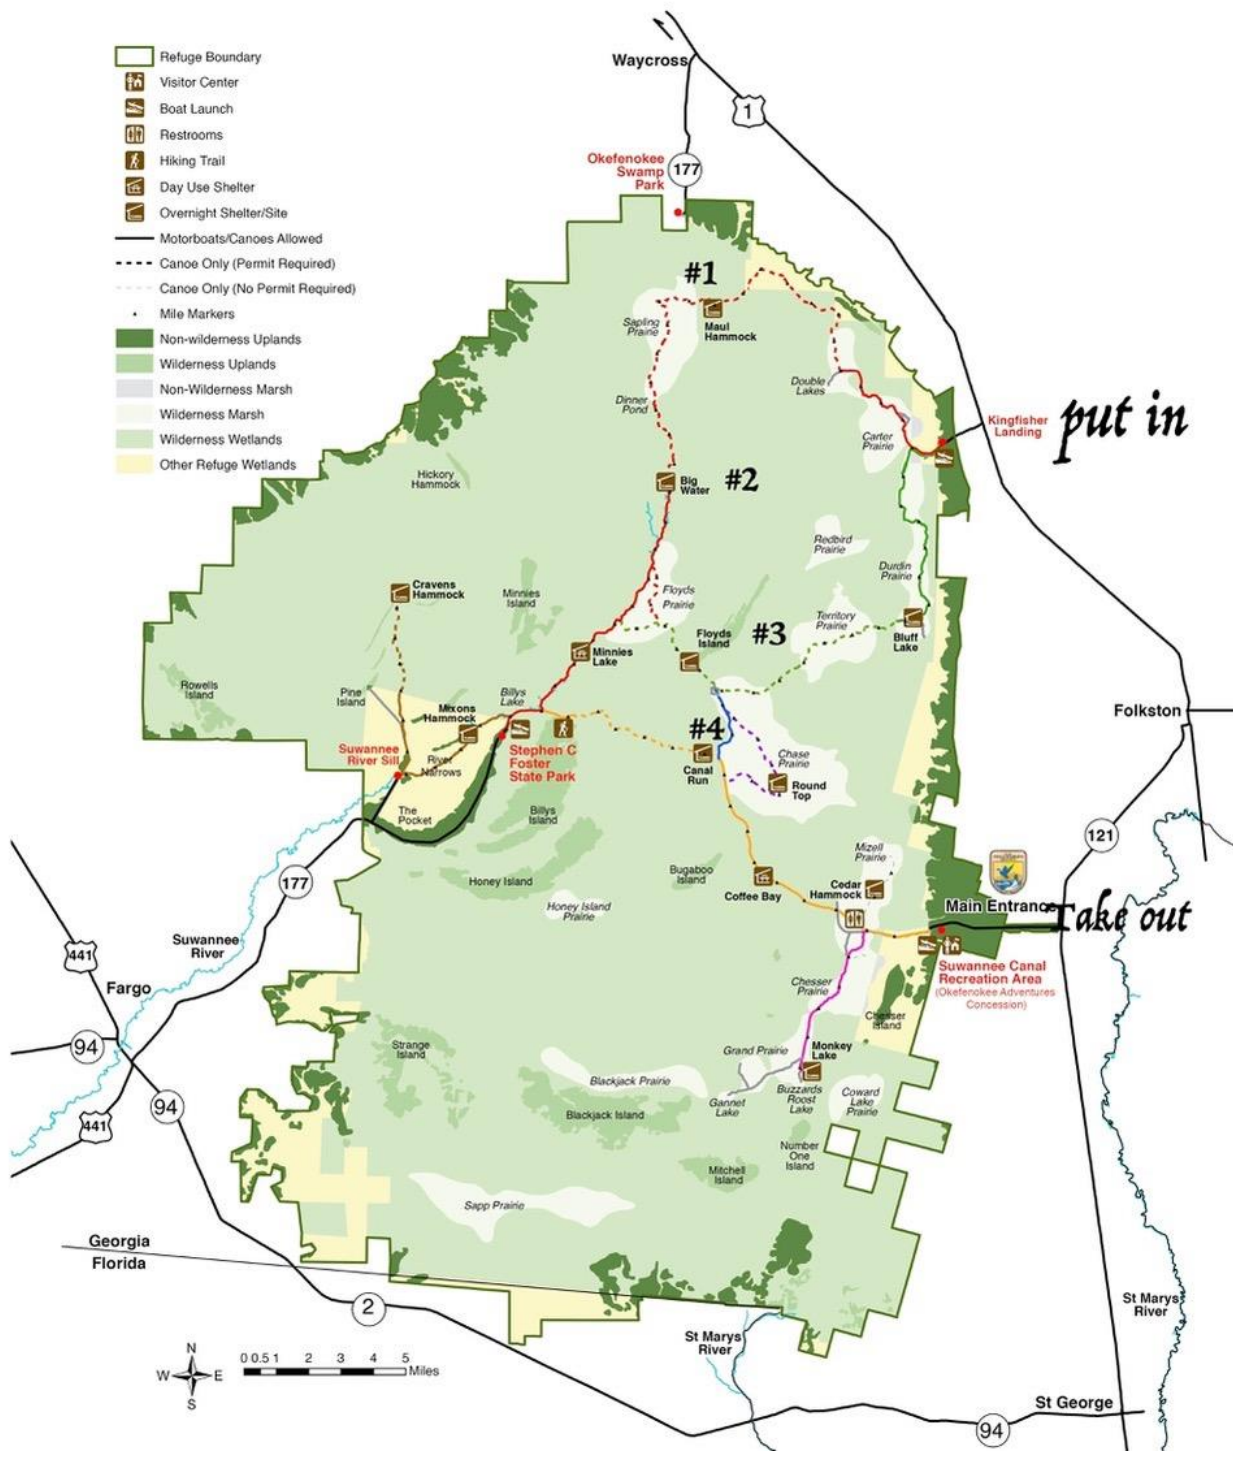 Refuge Boundary
Visitor Center
Boat Launch
Restrooms
Hiking Trail
Day Use Shelter
Overnight Shelter/Site
Motorboats/Canoes Allowed
Canoe Only (Permit Required)
Canoe Only (No Permit Required)
Mile Markers
Non-wilderness Uplands
Wilderness Uplands
Non-Wilderness Marsh
Wilderness Marsh
Wilderness Wetlands
Other Refuge Wetlands
Waycross
1
Okefenokee
Swamp
Park
177
#1
Sapling
Prairie
Maul
Hammock
Double
Lakes
Dinner
Pond
Carter
Prairie
Kingfisher
Landing
put in
Hickory
Hammock
Big
Water
#2
Redbird
Prairie
Durdin
Prairie
Cravens
Hammock
Minnies
Island
Floyds
Prairie
Territory
Prairie
Floyds
Island
#3
Bluff
Lake
Minnies
Lake
Rowells
Island
Pine
Island
Billys
Lake
Mixons
Hammock
Folkston
#4
Suwannee
River Sill
River
Narrows
Stephen C
Foster
State Park
Canal
Run
Chase
Prairie
Round
Top
The
Pocket
Billys
Island
121
Mizell
Prairie
177
Honey Island
Bugaboo
Island
Coffee Bay
Cedar
Hammock
Honey Island
Prairie
Main Entrance
Take out
Suwannee
River
441
Fargo
94
Suwannee Canal
Recreation Area
(Okefenokee Adventures
Concession)
Chesser
Prairie
Chesser
Island
Strange
Island
Grand Prairie
Monkey
Lake
Blackjack Prairie
Blackjack Island
Gannet
Lake
Buzzards
Roost
Lake
Coward
Lake
Prairie
94
441
Number
One
Island
Mitchell
Island
Sapp Prairie
Georgia
Florida
2
St Marys
River
St Marys
River
N
W E
S
0 0.5 1 2 3 4 5
Miles
St George
94